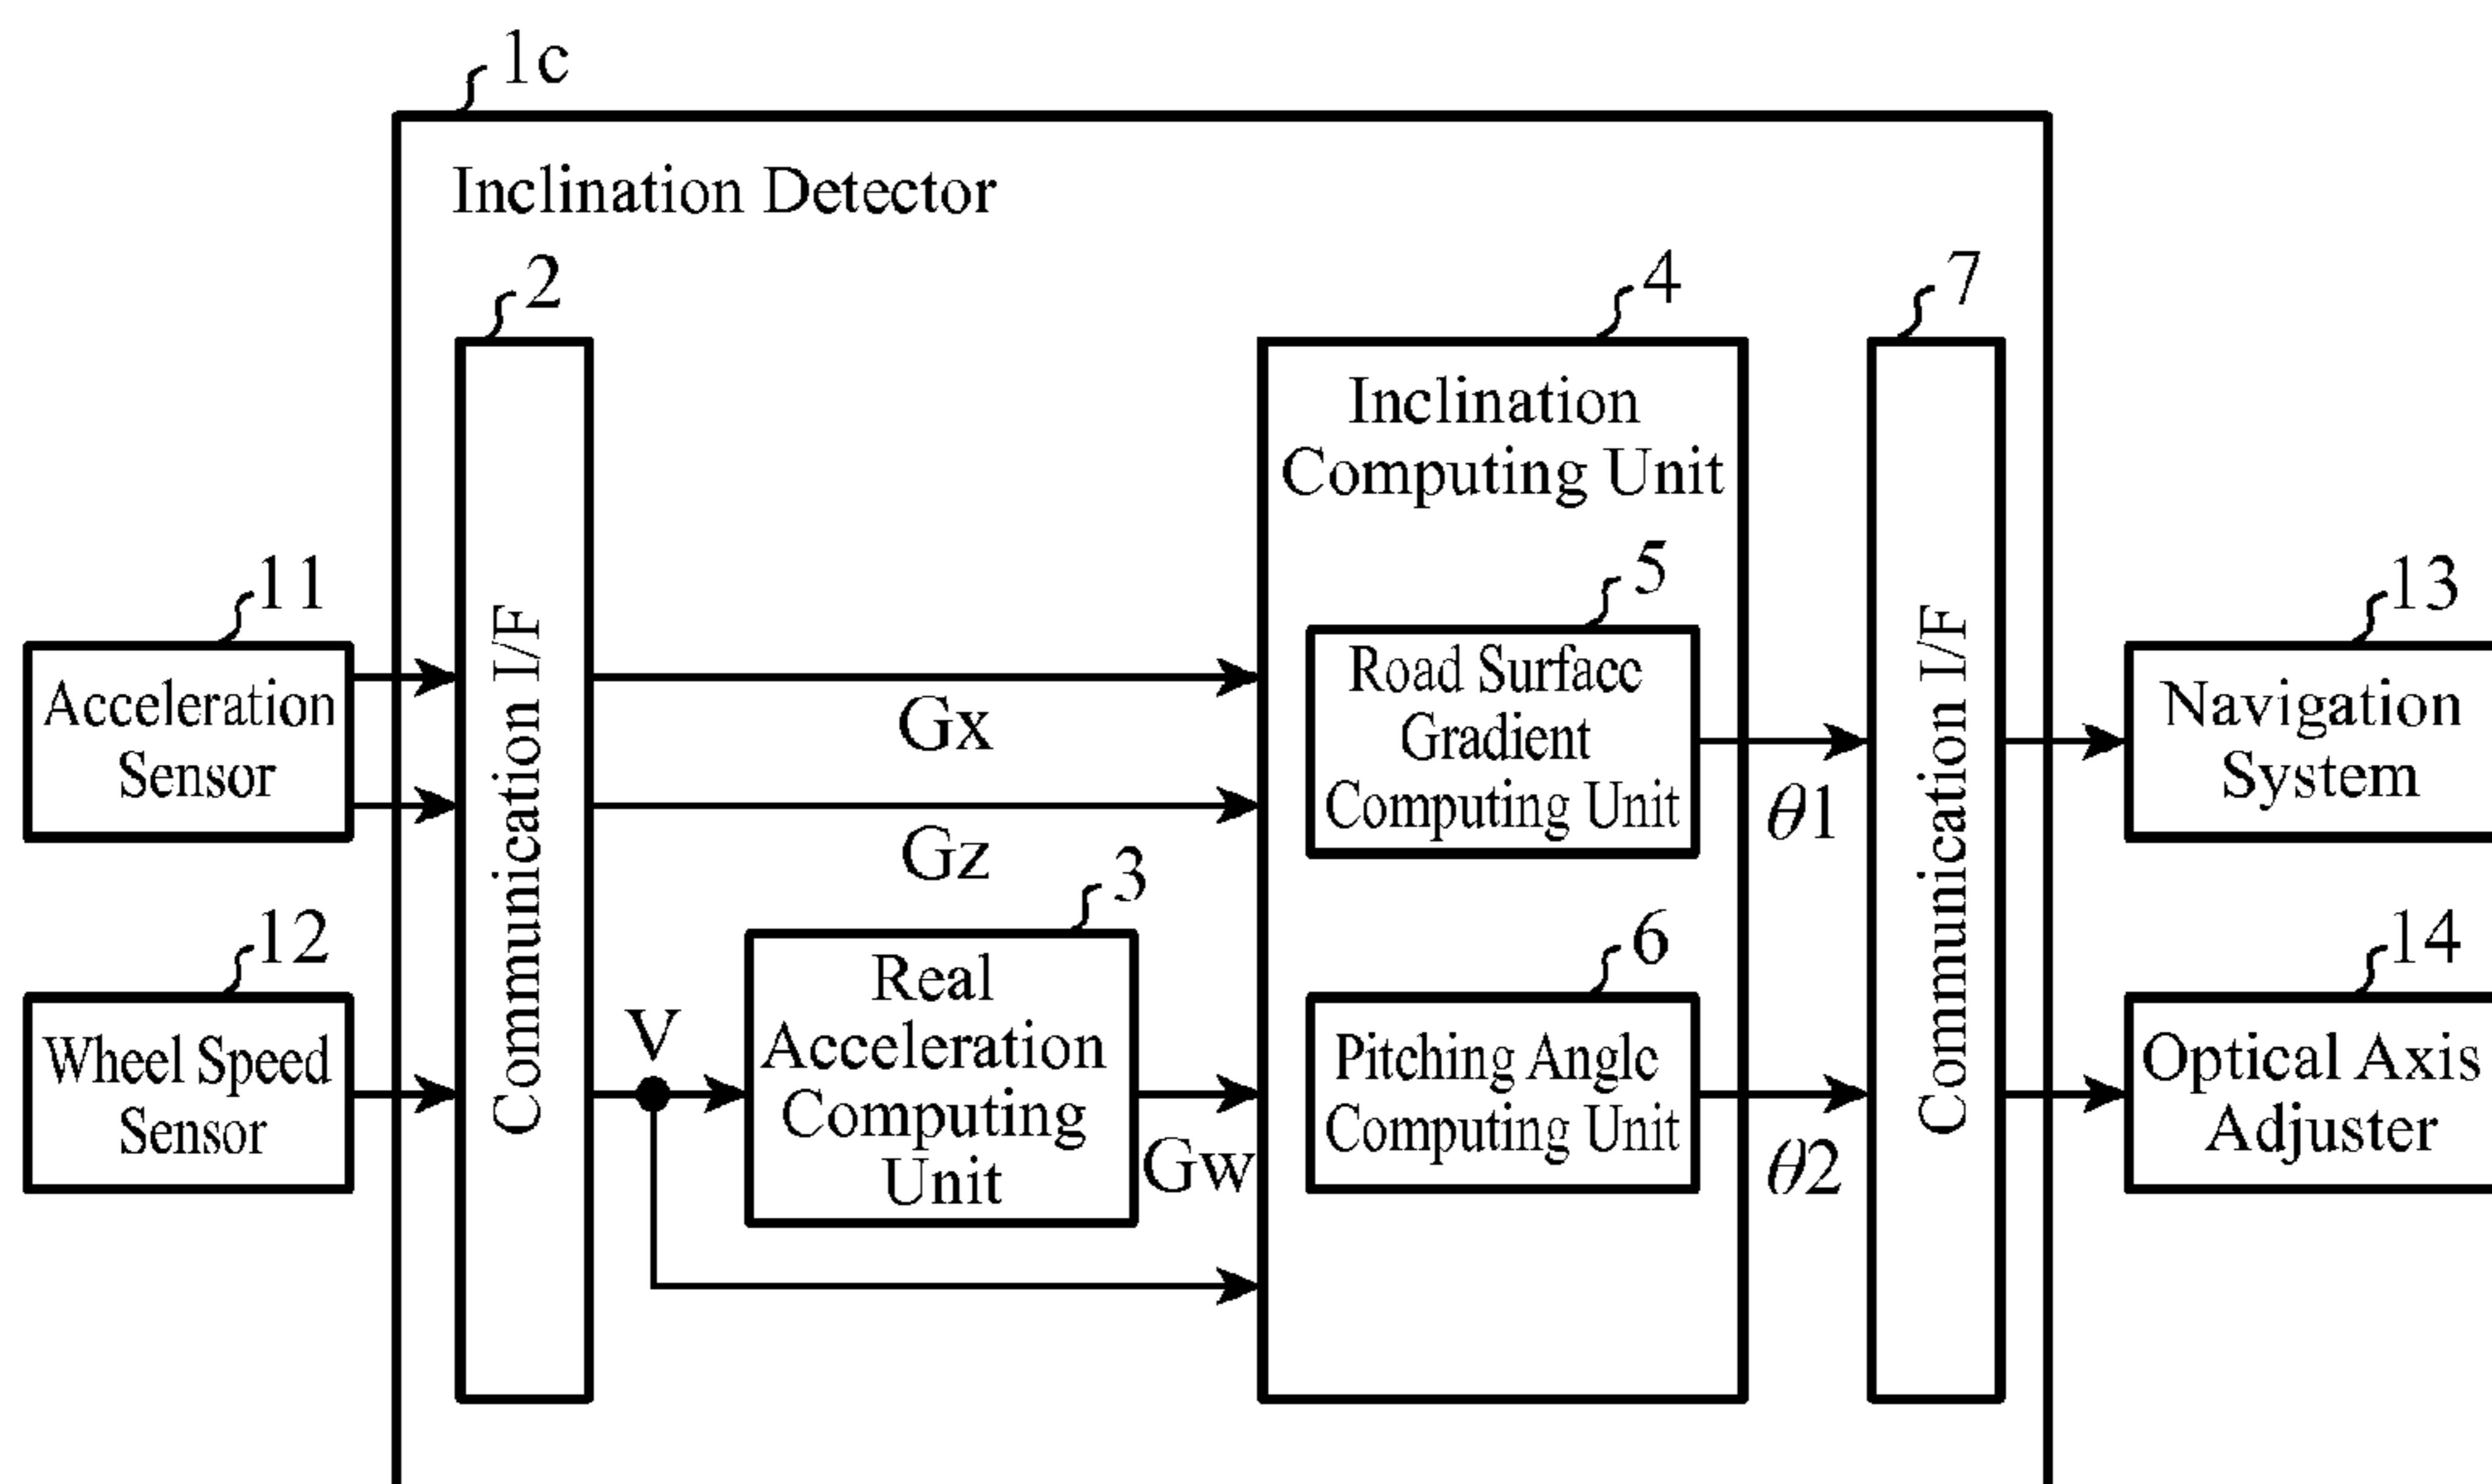 1c
Inclination Detector
2
4
7
Communication I/F
Inclination
Computing Unit
Communication I/F
11
Acceleration
Sensor
Gx
Gz
5
Road Surface
Gradient
Computing Unit
θ1
13
Navigation
System
12
Wheel Speed
Sensor
V
3
Real
Acceleration
Computing
Unit
Gw
6
Pitching Angle
Computing Unit
θ2
14
Optical Axis
Adjuster